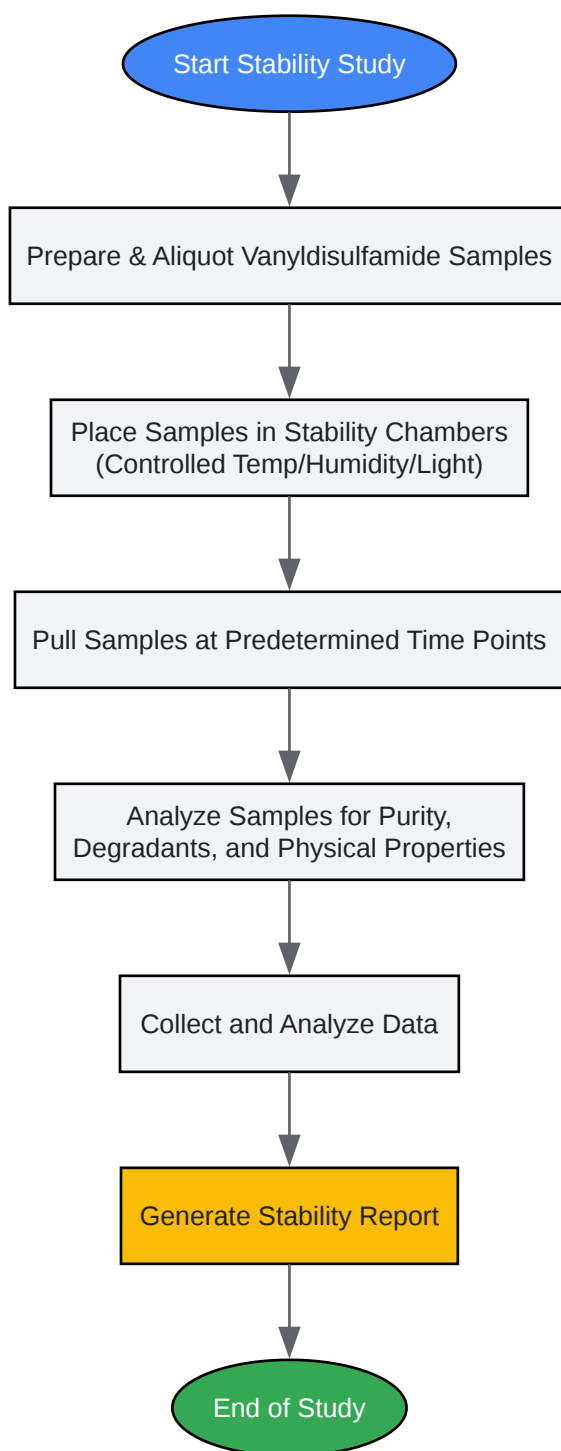 Start Stability Study
Prepare & Aliquot Vanyldisulfamide Samples
Place Samples in Stability Chambers
(Controlled Temp/Humidity/Light)
Pull Samples at Predetermined Time Points
Analyze Samples for Purity,
Degradants, and Physical Properties
Collect and Analyze Data
Generate Stability Report
End of Study